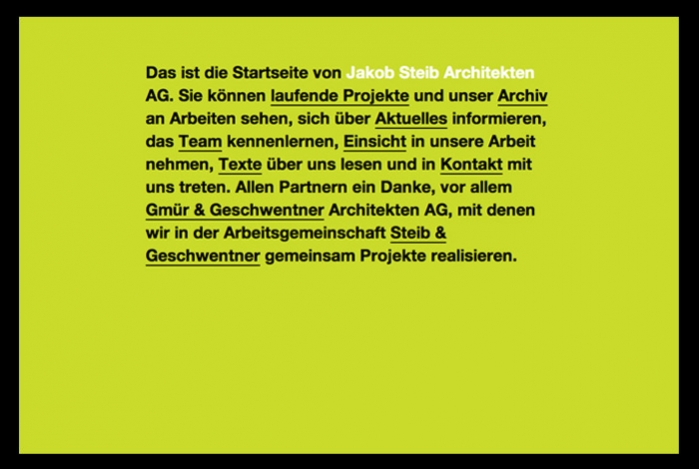 Das ist die Startseite von Jakob Steib Architekten
AG. Sie können laufende Projekte und unser Archiv
an Arbeiten sehen, sich über Aktuelles informieren,
das Team kennenlernen, Einsicht in unsere Arbeit
nehmen, Texte über uns lesen und in Kontakt mit
uns treten. Allen Partnern ein Danke, vor allem
Gmür & Geschwentner Architekten AG, mit denen
wir in der Arbeitsgemeinschaft Steib &
Geschwentner gemeinsam Projekte realisieren.